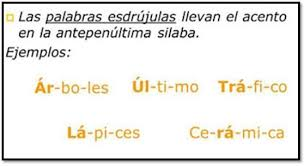 Las palabras esdrújulas llevan el acento
en la antepenúltima silaba.
Ejemplos:
Ár-bo-les Úl-ti-mo Trá-fi-co
Lá-pi-ces Ce-rá-mi-ca